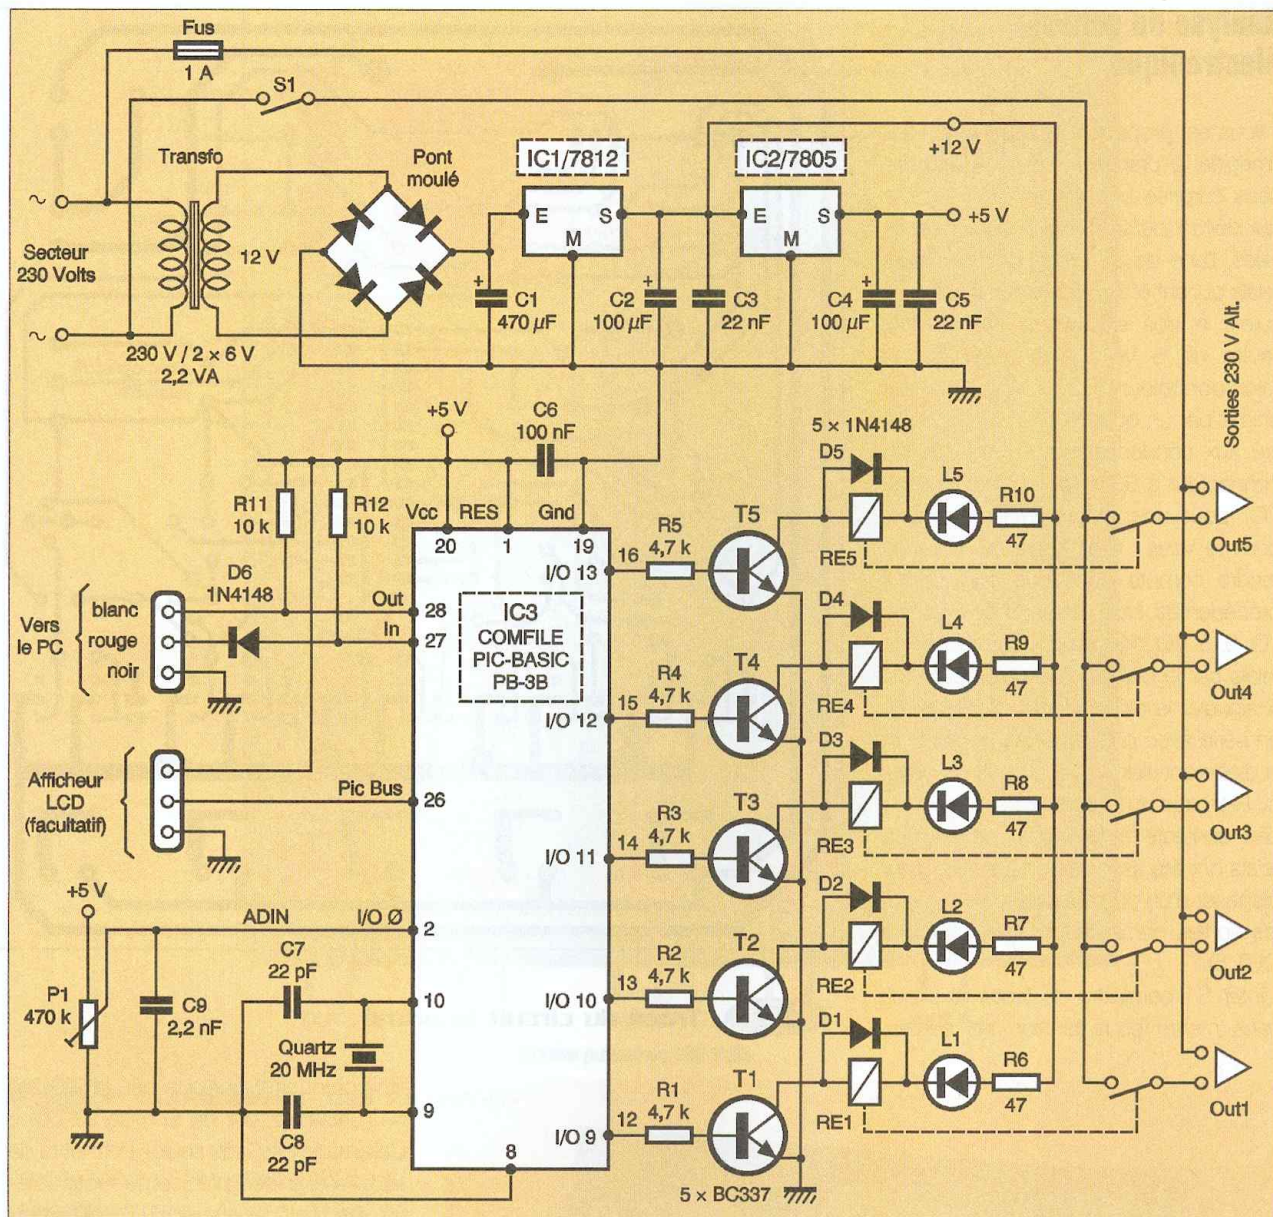 Fus
1 A
S1
Transfo
Pont
moulé
IC1/7812
IC2/7805
+12 V
E
S
M
E
S
M
+5 V
Secteur
230 Volts
12 V
230 V / 2 × 6 V
2,2 VA
+
C1
470 µF
C2
100 µF
+
C3
22 nF
C4
100 µF
+
C5
22 nF
Sorties 230 V Alt.
+5 V
C6
100 nF
R11
10 k
R12
10 k
Vcc
RES
Gnd
20
1
19
I/O 13
16
R5
4,7 k
T5
5 × 1N4148
D5
RE5
L5
R10
47
Out5
D6
1N4148
Vers
le PC
blanc
rouge
noir
Out
In
28
27
IC3
COMFILE
PIC-BASIC
PB-3B
I/O 12
15
R4
4,7 k
T4
D4
RE4
L4
R9
47
Out4
Afficheur
LCD
(facultatif)
Pic Bus
26
I/O 11
14
R3
4,7 k
T3
D3
RE3
L3
R8
47
Out3
+5 V
ADIN
I/O Ø
2
P1
470 k
C9
2,2 nF
C7
22 pF
10
Quartz
20 MHz
I/O 10
13
R2
4,7 k
T2
D2
RE2
L2
R7
47
Out2
C8
22 pF
9
8
I/O 9
12
R1
4,7 k
T1
D1
RE1
L1
R6
47
Out1
5 × BC337